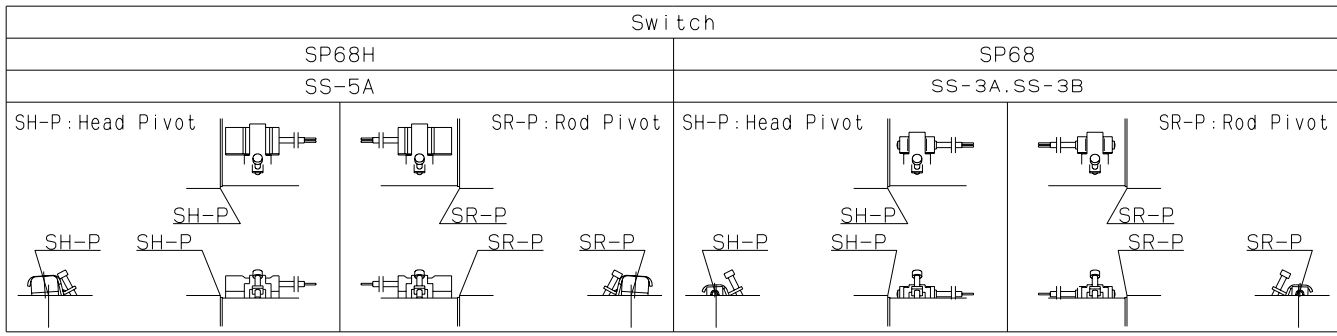 Switch
SP68H SP68
SS-5A SS-3A.SS-3B
SH-P:Head Pivot SR-P:Rod Pivot SH-P:Head Pivot SR-P:Rod Pivot
SH-P SR-P SH-P SR-P
SH-P SH-P SR-P SR-P SH-P SH-P SR-P SR-P